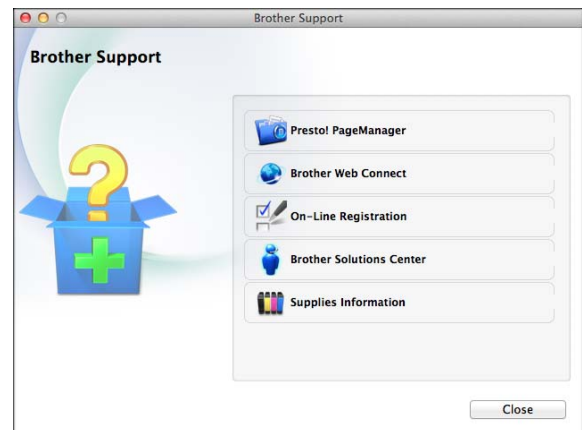 Brother Support
Brother Support
Presto! PageManager
Brother Web Connect
On-Line Registration
Brother Solutions Center
Supplies Information
Close